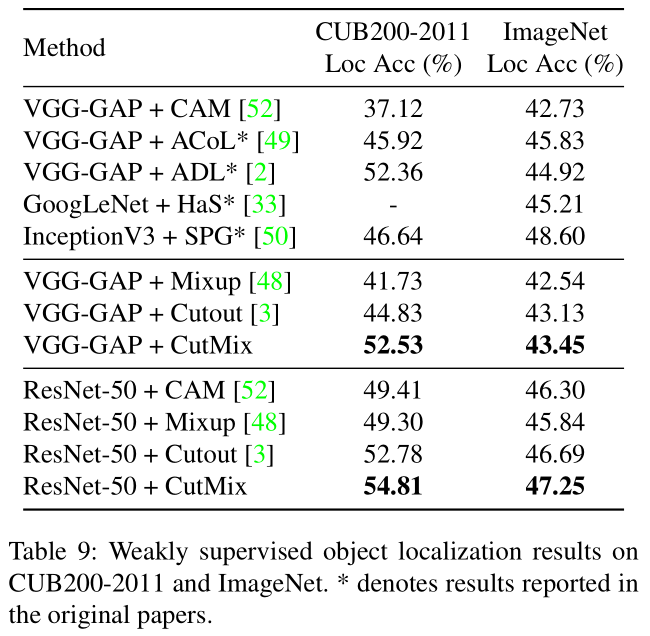 Method CUB200-2011 Loc Acc (%) ImageNet Loc Acc (%)
VGG-GAP + CAM [52] 37.12 42.73
VGG-GAP + ACoL* [49] 45.92 45.83
VGG-GAP + ADL* [2] 52.36 44.92
GoogLeNet + HaS* [33] - 45.21
InceptionV3 + SPG* [50] 46.64 48.60
VGG-GAP + Mixup [48] 41.73 42.54
VGG-GAP + Cutout [3] 44.83 43.13
VGG-GAP + CutMix 52.53 43.45
ResNet-50 + CAM [52] 49.41 46.30
ResNet-50 + Mixup [48] 49.30 45.84
ResNet-50 + Cutout [3] 52.78 46.69
ResNet-50 + CutMix 54.81 47.25
Table 9: Weakly supervised object localization results on
CUB200-2011 and ImageNet. * denotes results reported in
the original papers.